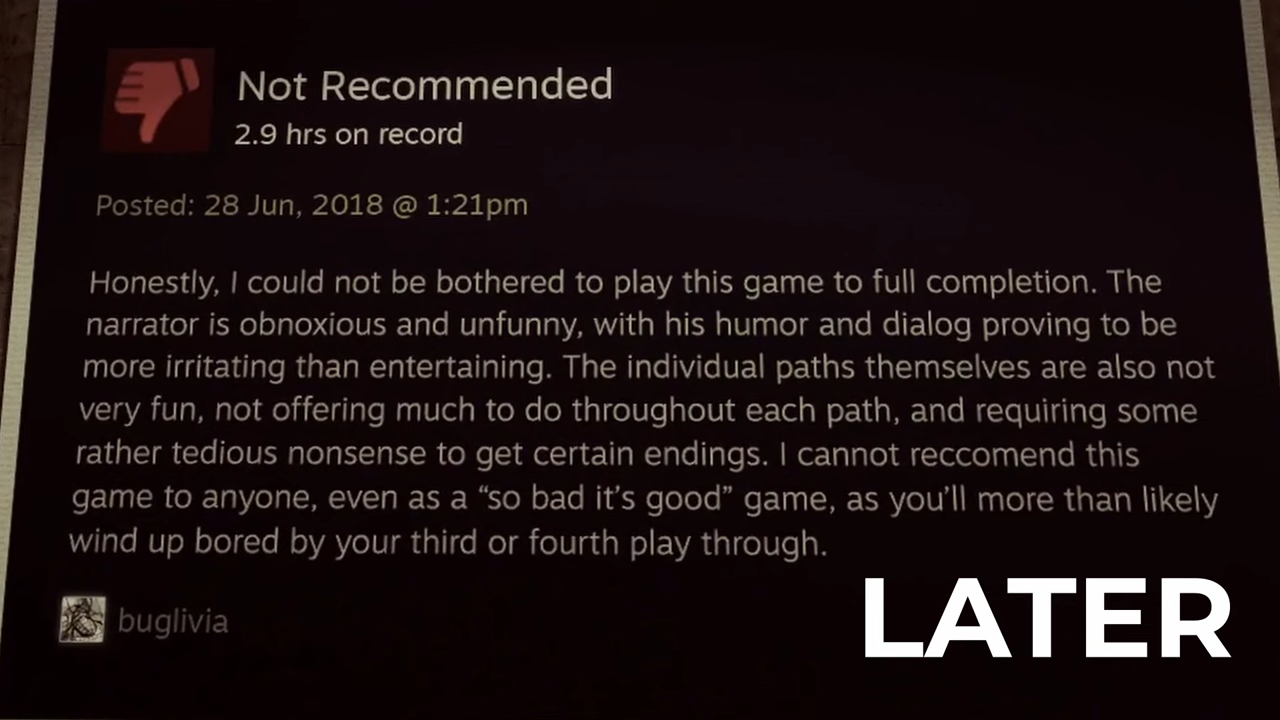 Not Recommended
2.9 hrs on record
Posted: 28 Jun, 2018 @ 1:21pm
Honestly, I could not be bothered to play this game to full completion. The
narrator is obnoxious and unfunny, with his humor and dialog proving to be
more irritating than entertaining. The individual paths themselves are also not
very fun, not offering much to do throughout each path, and requiring some
rather tedious nonsense to get certain endings. I cannot reccomend this
game to anyone, even as a “so bad it’s good” game, as you’ll more than likely
wind up bored by your third or fourth play through.
buglivia
LATER